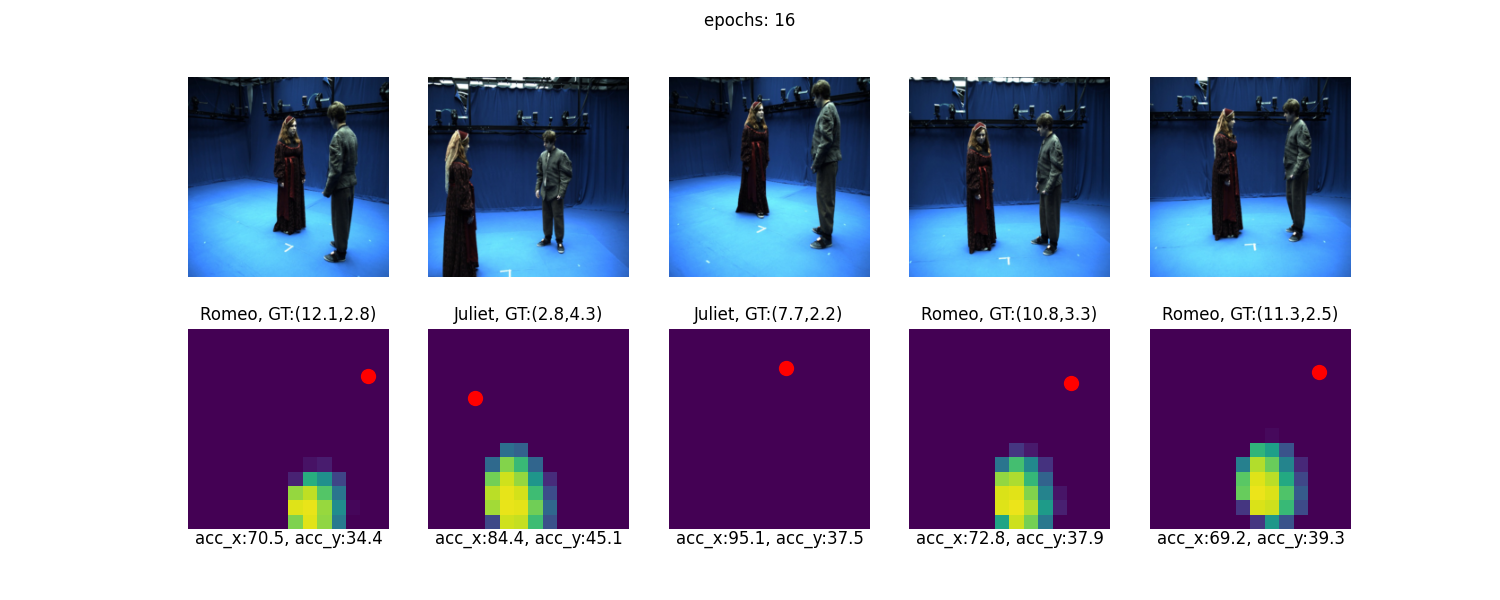 epochs: 16
Romeo, GT:(12.1,2.8)
Juliet, GT:(2.8,4.3)
Juliet, GT:(7.7,2.2)
Romeo, GT:(10.8,3.3)
Romeo, GT:(11.3,2.5)
acc_x:70.5, acc_y:34.4
acc_x:84.4, acc_y:45.1
acc_x:95.1, acc_y:37.5
acc_x:72.8, acc_y:37.9
acc_x:69.2, acc_y:39.3